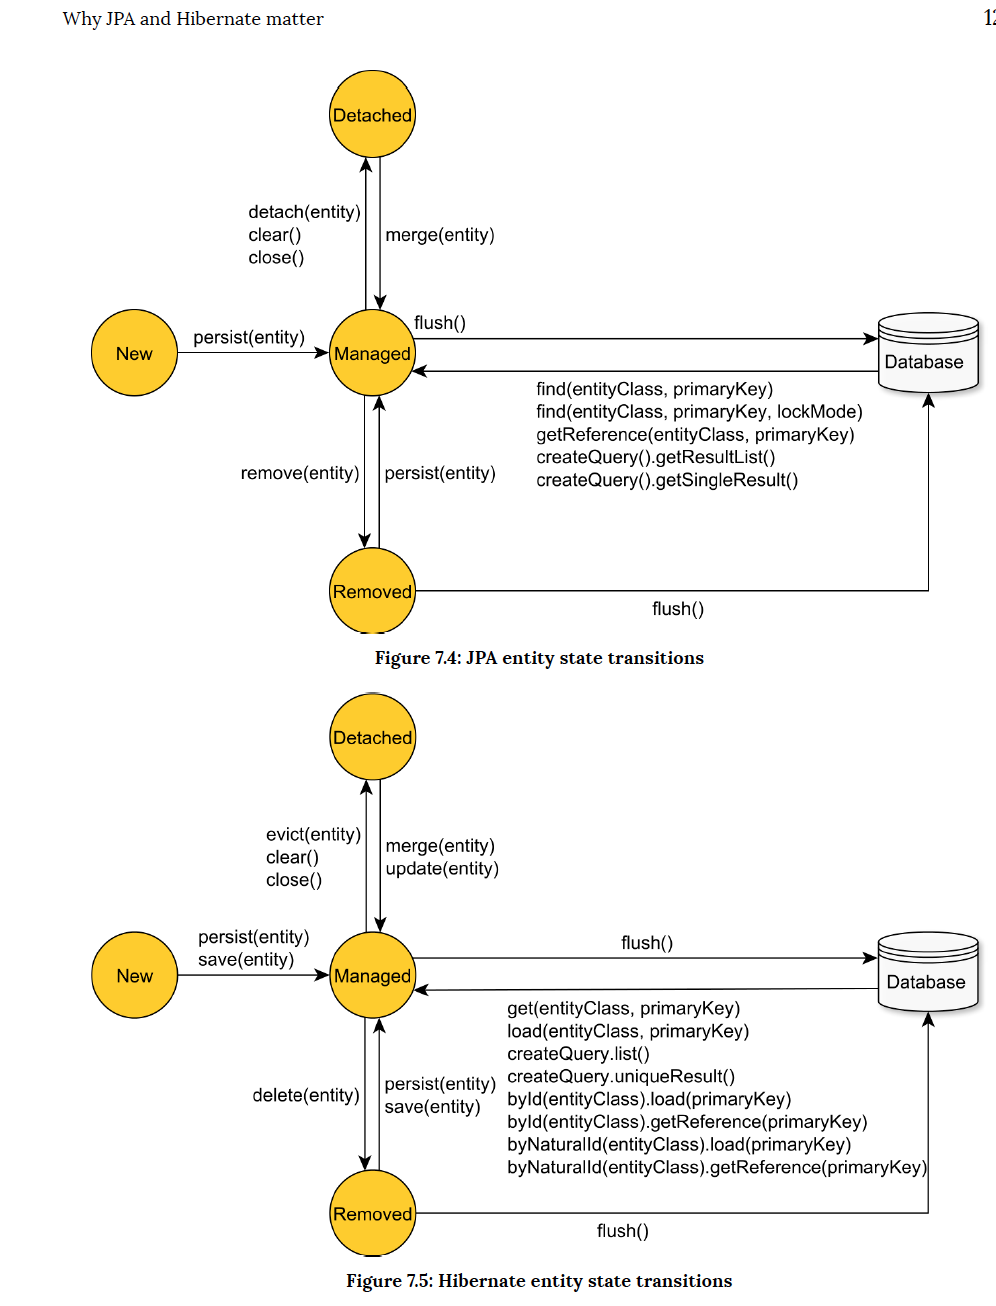 Why JPA and Hibernate matter
Detached
detach(entity)
clear()
close()
merge(entity)
New
persist(entity)
Managed
flush()
Database
find(entityClass, primaryKey)
find(entityClass, primaryKey, lockMode)
getReference(entityClass, primaryKey)
createQuery().getResultList()
createQuery().getSingleResult()
remove(entity)
persist(entity)
Removed
flush()
Figure 7.4: JPA entity state transitions
Detached
evict(entity)
clear()
close()
merge(entity)
update(entity)
New
persist(entity)
save(entity)
Managed
flush()
Database
get(entityClass, primaryKey)
load(entityClass, primaryKey)
createQuery.list()
createQuery.uniqueResult()
byId(entityClass).load(primaryKey)
byId(entityClass).getReference(primaryKey)
byNaturalId(entityClass).load(primaryKey)
byNaturalId(entityClass).getReference(primaryKey)
delete(entity)
persist(entity)
save(entity)
Removed
flush()
Figure 7.5: Hibernate entity state transitions